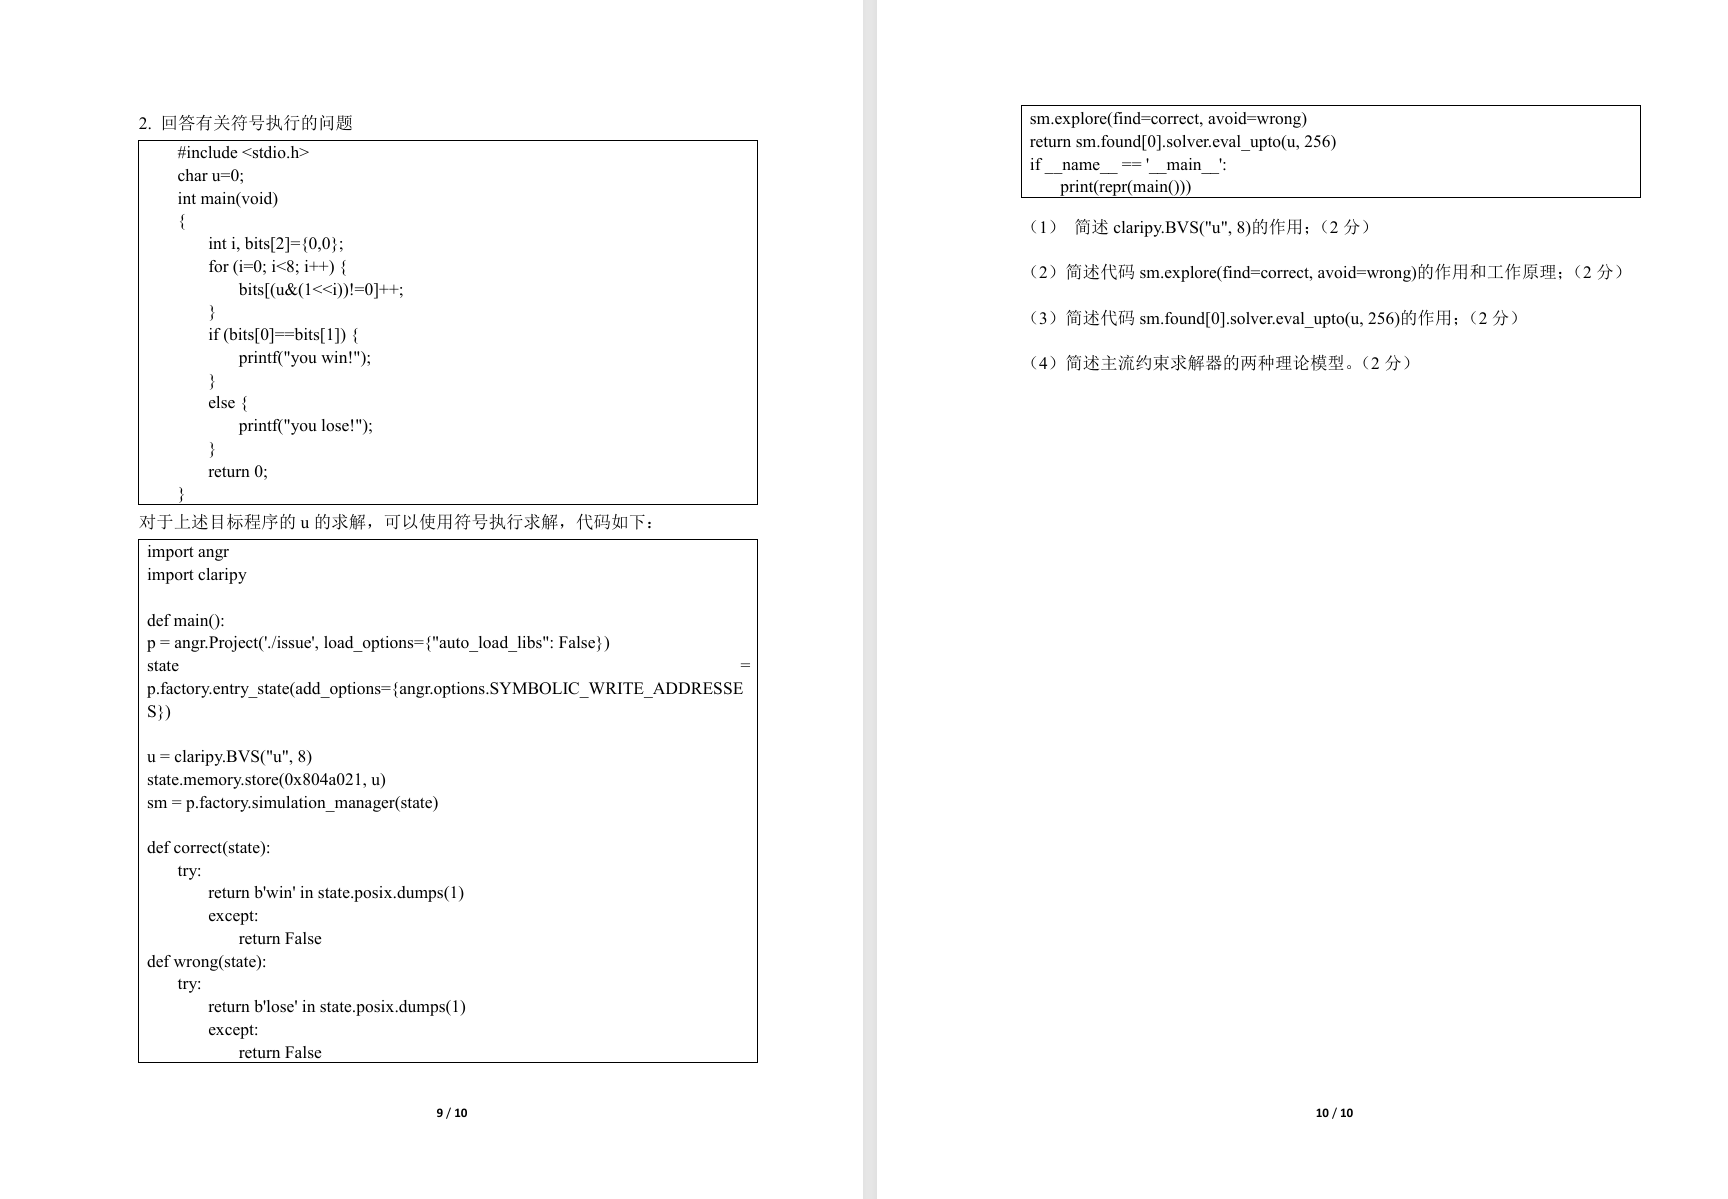 2. 回答有关符号执行的问题
#include <stdio.h>
char u=0;
int main(void)
{
int i, bits[2]={0,0};
for (i=0; i<8; i++) {
bits[(u&(1<<i))!=0]++;
}
if (bits[0]==bits[1]) {
printf("you win!");
}
else {
printf("you lose!");
}
return 0;
}
对于上述目标程序的 u 的求解，可以使用符号执行求解，代码如下：
import angr
import claripy
def main():
p = angr.Project('./issue', load_options={"auto_load_libs": False})
state =
p.factory.entry_state(add_options={angr.options.SYMBOLIC_WRITE_ADDRESSE
S})
u = claripy.BVS("u", 8)
state.memory.store(0x804a021, u)
sm = p.factory.simulation_manager(state)
def correct(state):
try:
return b'win' in state.posix.dumps(1)
except:
return False
def wrong(state):
try:
return b'lose' in state.posix.dumps(1)
except:
return False
9 / 10
sm.explore(find=correct, avoid=wrong)
return sm.found[0].solver.eval_upto(u, 256)
if __name__ == '__main__':
print(repr(main()))
（1） 简述 claripy.BVS("u", 8)的作用；（2 分）
（2）简述代码 sm.explore(find=correct, avoid=wrong)的作用和工作原理；（2 分）
（3）简述代码 sm.found[0].solver.eval_upto(u, 256)的作用；（2 分）
（4）简述主流约束求解器的两种理论模型。（2 分）
10 / 10